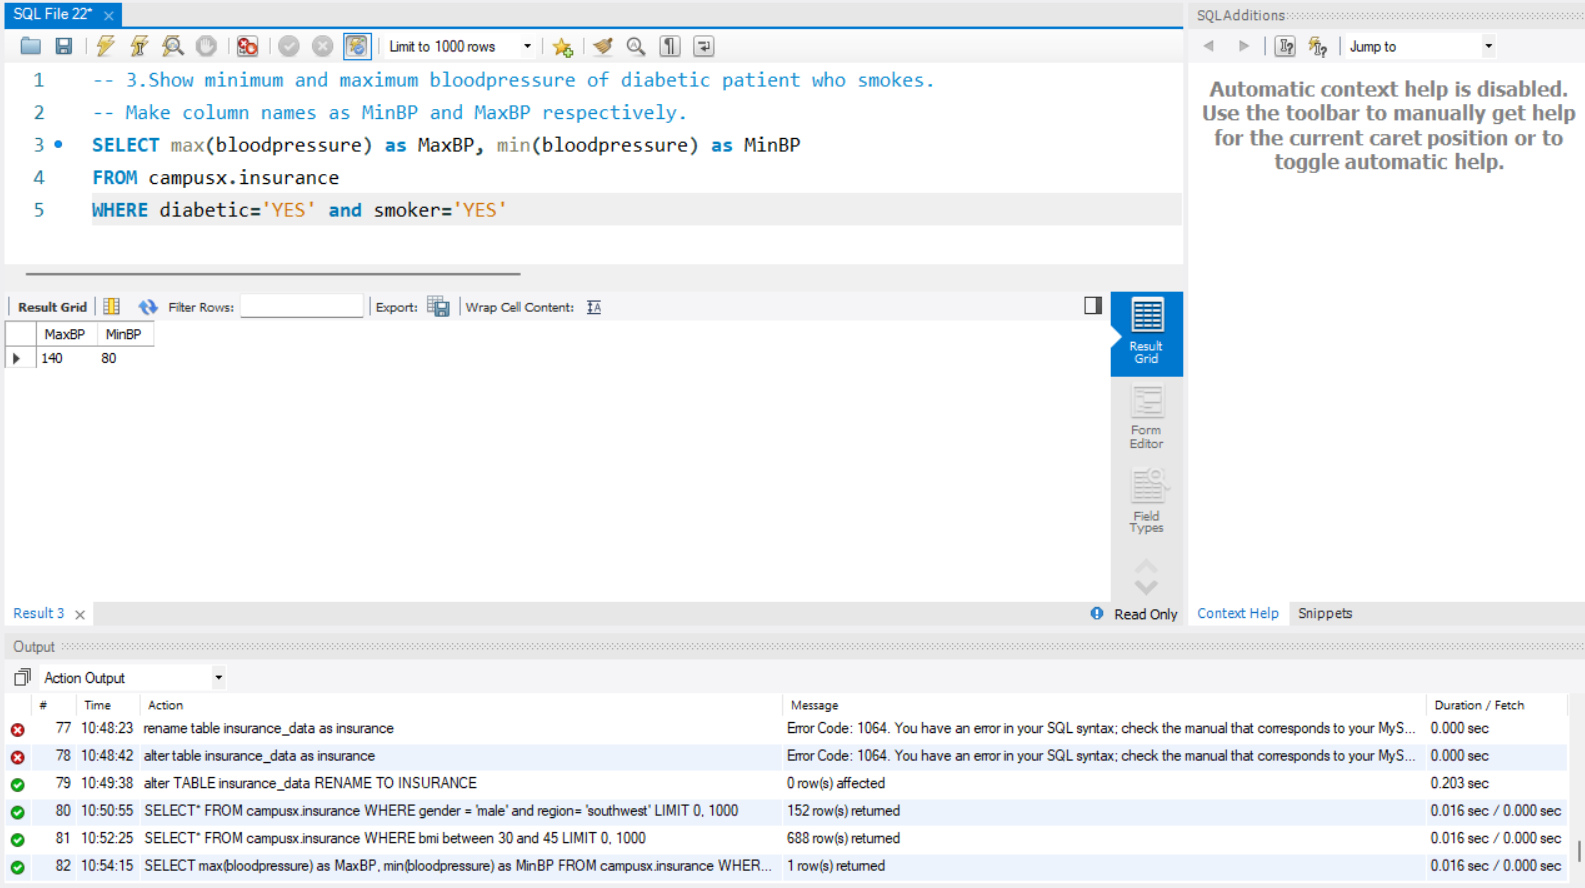 SQL File 22*
SQLAdditions
Limit to 1000 rows
Jump to
1 -- 3.Show minimum and maximum bloodpressure of diabetic patient who smokes.
2 -- Make column names as MinBP and MaxBP respectively.
3 SELECT max(bloodpressure) as MaxBP, min(bloodpressure) as MinBP
4 FROM campusx.insurance
5 WHERE diabetic='YES' and smoker='YES'
Automatic context help is disabled.
Use the toolbar to manually get help
for the current caret position or to
toggle automatic help.
Result Grid Filter Rows: Export: Wrap Cell Content:
MaxBP MinBP
140 80
Result
Grid
Form
Editor
Field
Types
Result 3
Read Only
Context Help Snippets
Output
Action Output
# Time Action Message Duration / Fetch
77 10:48:23 rename table insurance_data as insurance Error Code: 1064. You have an error in your SQL syntax; check the manual that corresponds to your MyS... 0.000 sec
78 10:48:42 alter table insurance_data as insurance Error Code: 1064. You have an error in your SQL syntax; check the manual that corresponds to your MyS... 0.000 sec
79 10:49:38 alter TABLE insurance_data RENAME TO INSURANCE 0 row(s) affected 0.203 sec
80 10:50:55 SELECT* FROM campusx.insurance WHERE gender = 'male' and region= 'southwest' LIMIT 0, 1000 152 row(s) returned 0.016 sec / 0.000 sec
81 10:52:25 SELECT* FROM campusx.insurance WHERE bmi between 30 and 45 LIMIT 0, 1000 688 row(s) returned 0.016 sec / 0.000 sec
82 10:54:15 SELECT max(bloodpressure) as MaxBP, min(bloodpressure) as MinBP FROM campusx.insurance WHER... 1 row(s) returned 0.016 sec / 0.000 sec